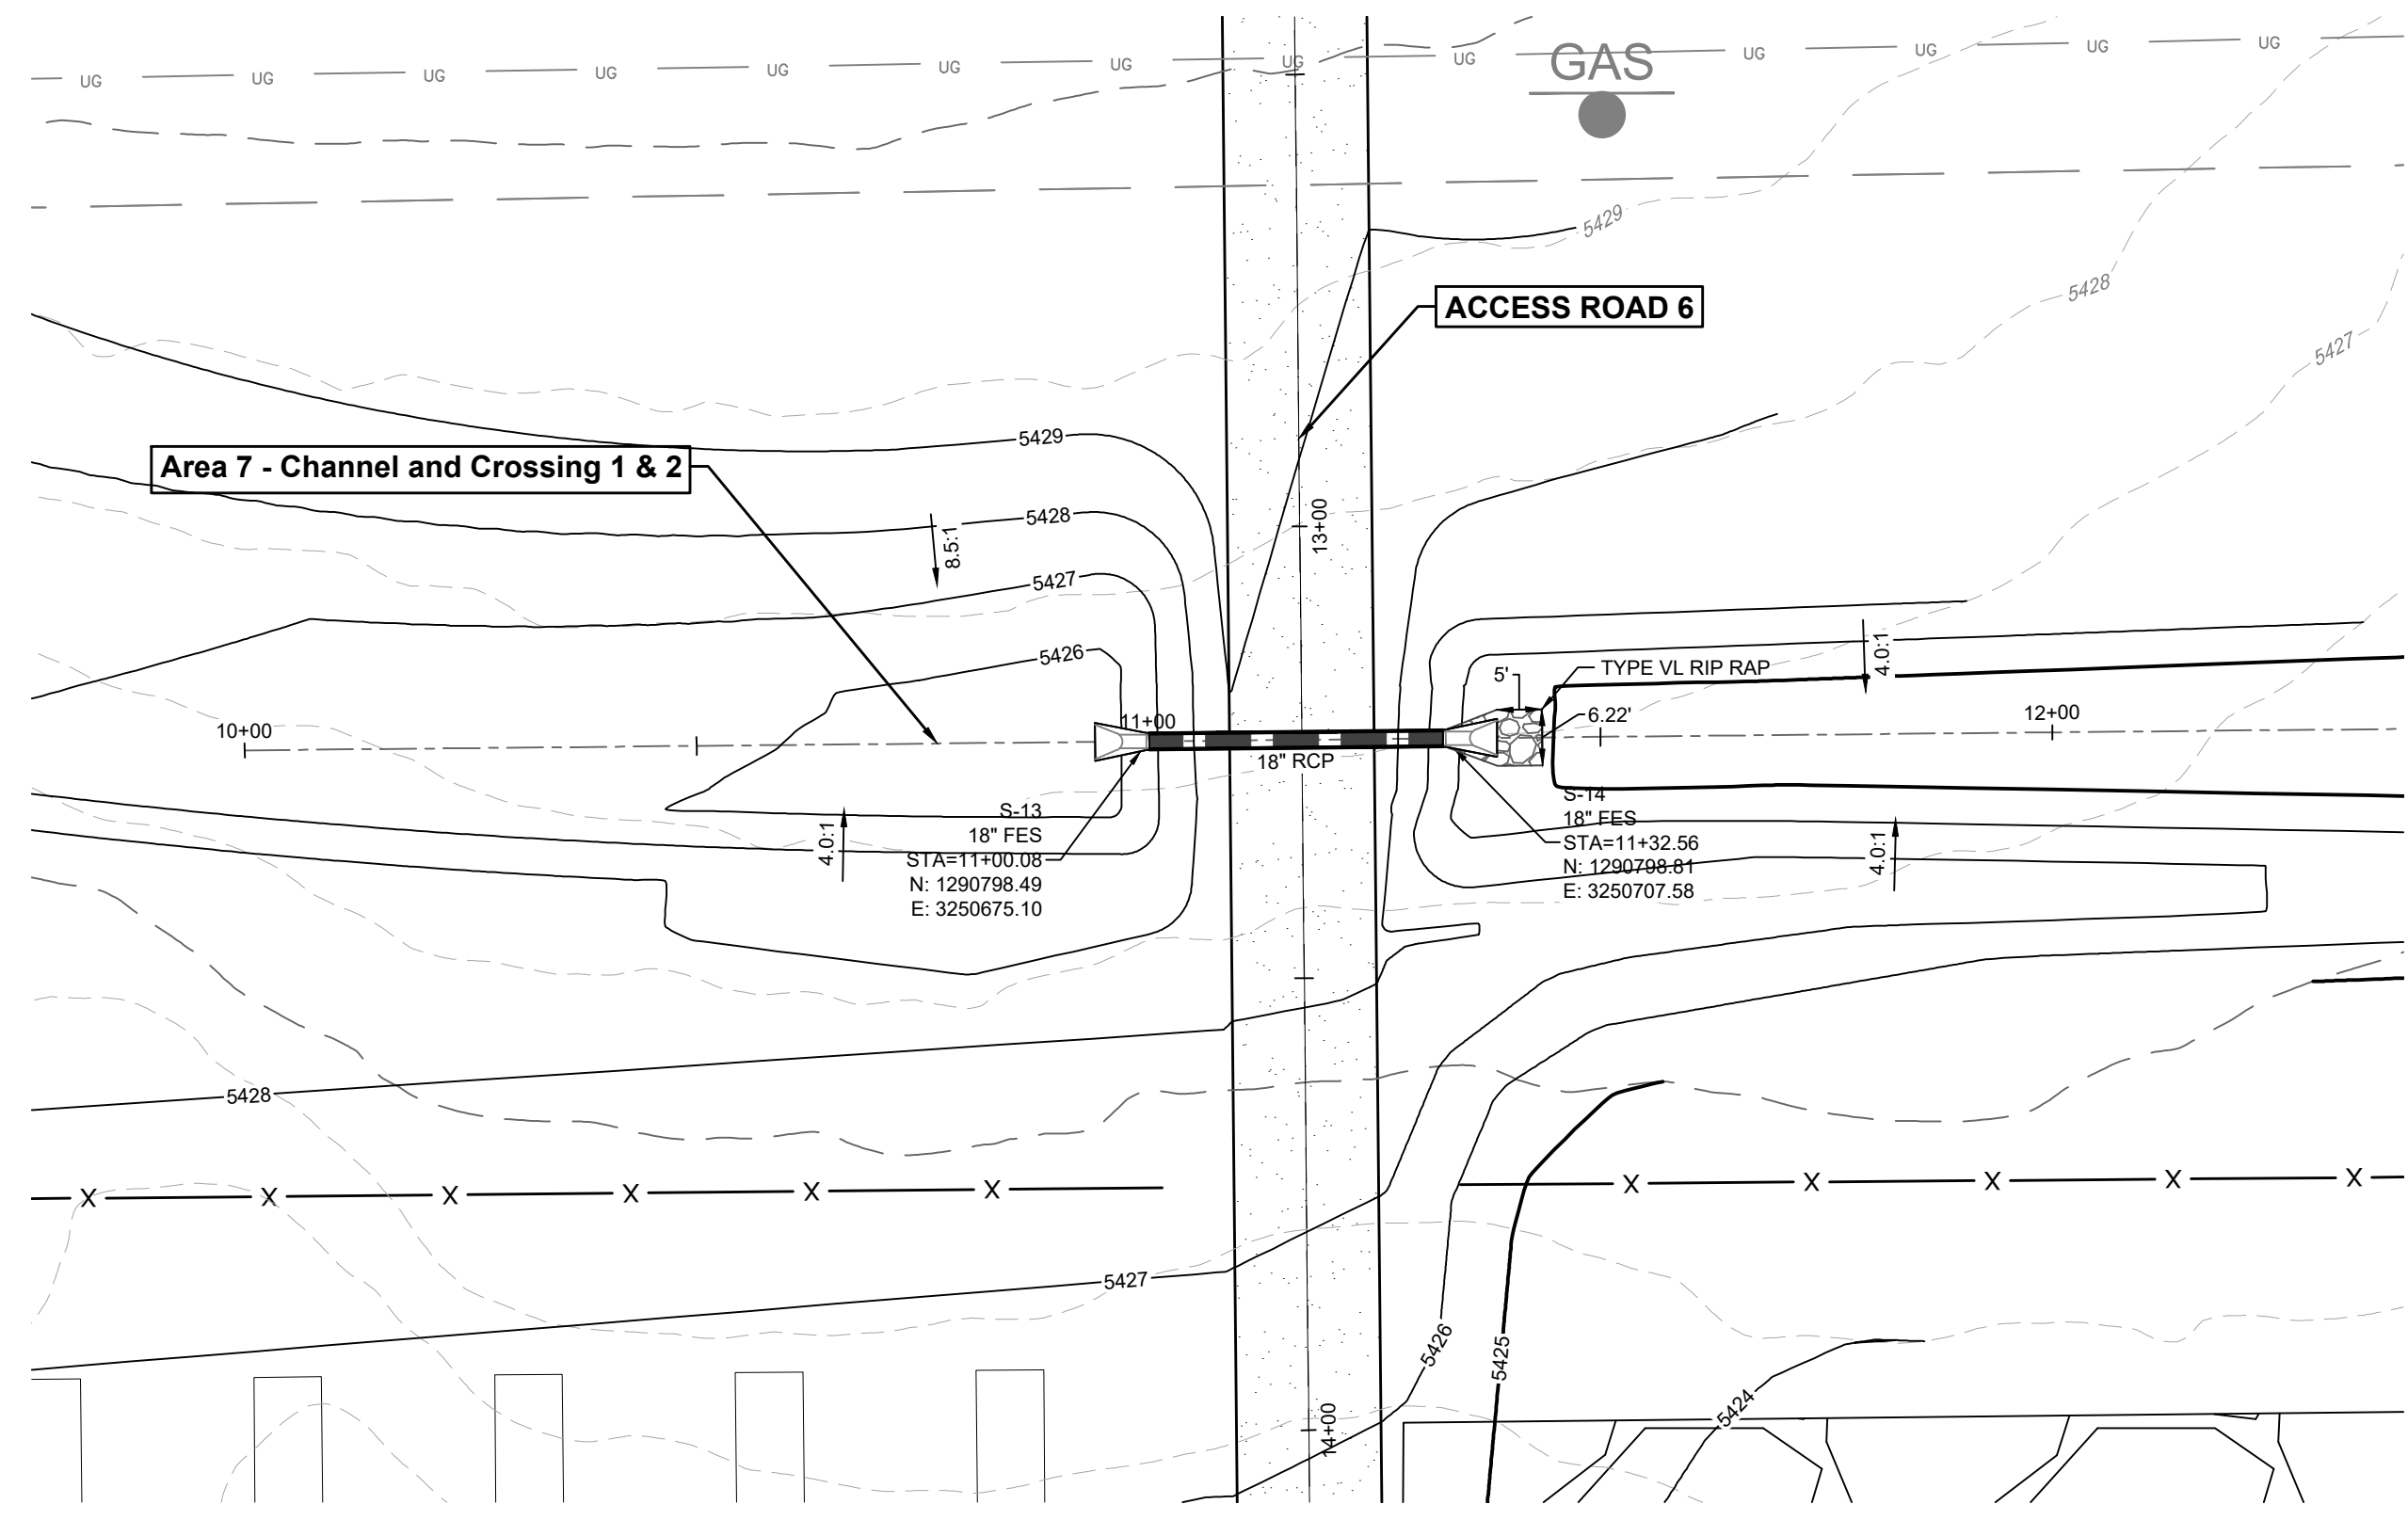 UG UG UG UG UG UG UG UG UG UG UG UG UG
GAS
5429
5428
5427
ACCESS ROAD 6
5429
Area 7 - Channel and Crossing 1 & 2
5428
8.5:1
13+00
5427
5426
4.0:1
5'
TYPE VL RIP RAP
6.22'
10+00
11+00
12+00
18" RCP
S-13
18" FES
STA=11+00.08
N: 1290798.49
E: 3250675.10
4.0:1
S-14
18" FES
STA=11+32.56
N: 1290798.81
E: 3250707.58
4.0:1
5428
X X X X X X X X X X X
5427
5426
5425
5424
14+00